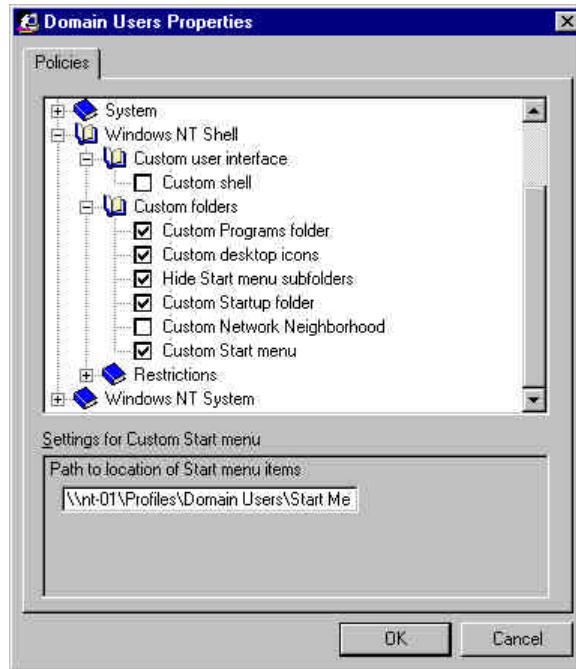 Domain Users Properties
Policies
System
Windows NT Shell
Custom user interface
Custom shell
Custom folders
Custom Programs folder
Custom desktop icons
Hide Start menu subfolders
Custom Startup folder
Custom Network Neighborhood
Custom Start menu
Restrictions
Windows NT System
Settings for Custom Start menu
Path to location of Start menu items
\\nt-01\Profiles\Domain Users\Start Me
OK Cancel